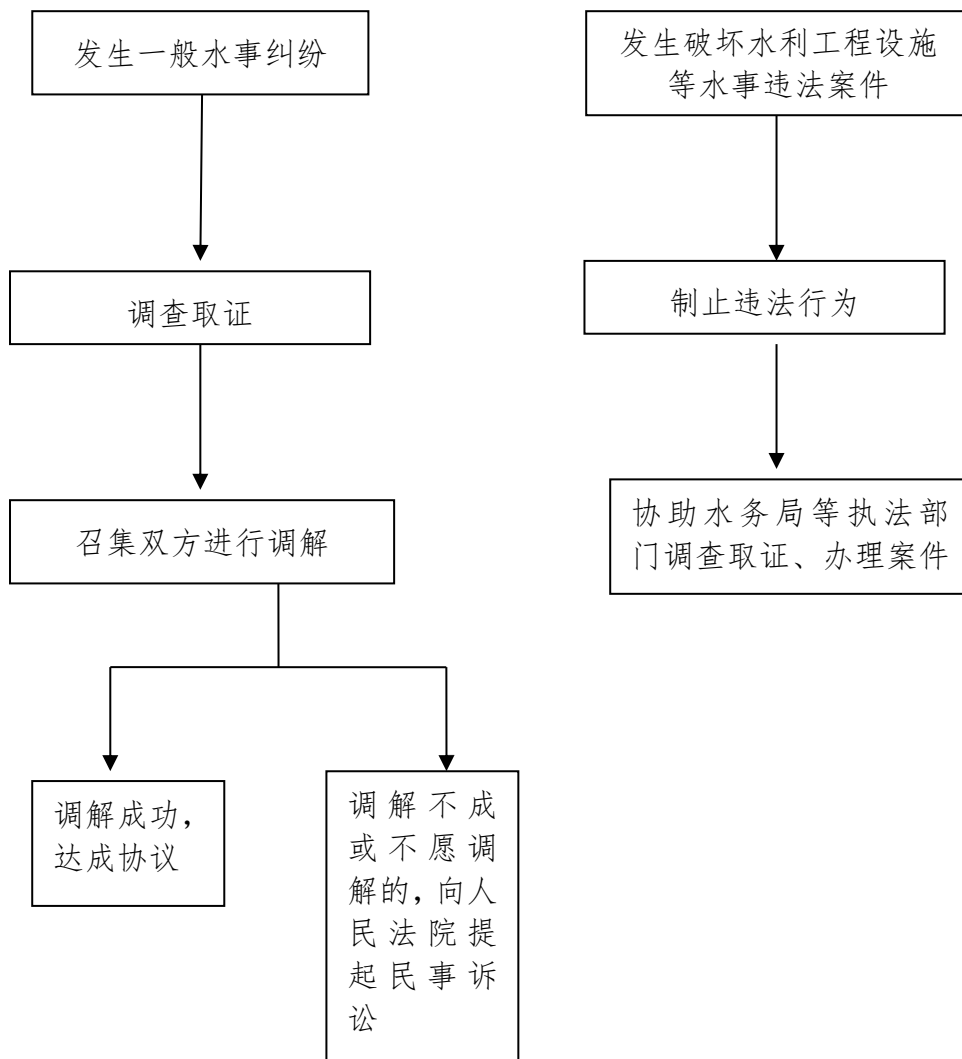 发生一般水事纠纷
调查取证
召集双方进行调解
调解成功，
达成协议
调解不成
或不愿调
解的，向人
民法院提
起民事诉
讼
发生破坏水利工程设施
等水事违法案件
制止违法行为
协助水务局等执法部
门调查取证、办理案件